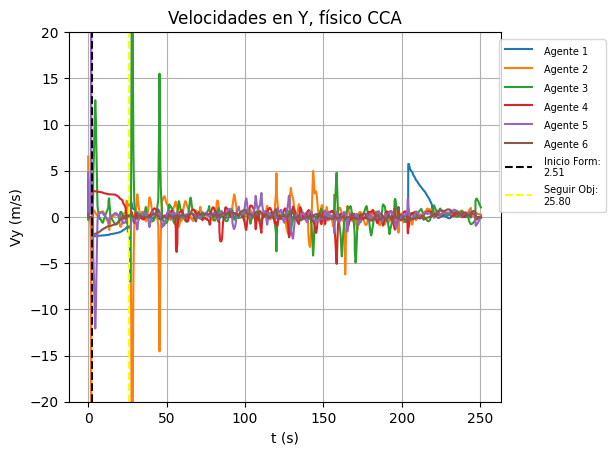 Velocidades en Y, físico CCA
Vy (m/s)
20
15
10
5
0
−5
−10
−15
−20
0
50
100
150
200
250
t (s)
Agente 1
Agente 2
Agente 3
Agente 4
Agente 5
Agente 6
Inicio Form:
2.51
Seguir Obj:
25.80